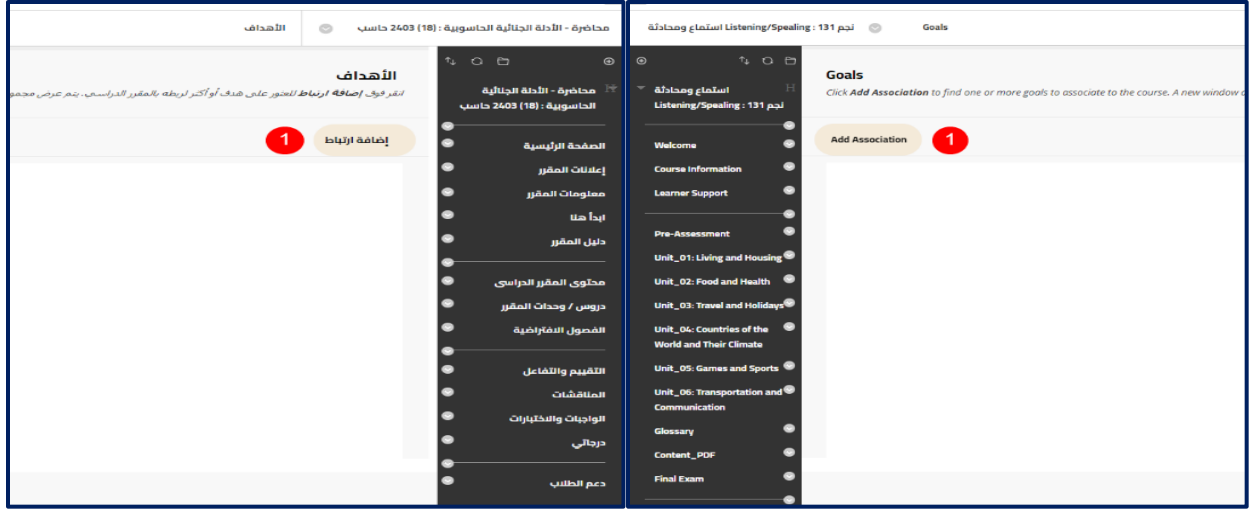 محاضرة - الأدلة الجنائية الحاسوبية : (18) 2403 حاسب
الأهداف
محاضرة - الأدلة الجنائية
الحاسوبية : (18) 2403 حاسب
الصفحة الرئيسية
إعلانات المقرر
معلومات المقرر
ابدأ هنا
دليل المقرر
محتوى المقرر الدراسي
دروس / وحدات المقرر
الفصول الافتراضية
التقييم والتفاعل
المناقشات
الواجبات والاختبارات
درجاتي
دعم الطلاب
الأهداف
انقر فوق إضافة ارتباط للعثور على هدف أو أكثر لربطه بالمقرر الدراسي. يتم عرض
إضافة ارتباط
1
استماع ومحادثة Listening/Spealing : 131 نجم
Goals
استماع ومحادثة
Listening/Spealing : 131 نجم
Welcome
Course Information
Learner Support
Pre-Assessment
Unit_01: Living and Housing
Unit_02: Food and Health
Unit_03: Travel and Holidays
Unit_04: Countries of the
World and Their Climate
Unit_05: Games and Sports
Unit_06: Transportation and
Communication
Glossary
Content_PDF
Final Exam
Goals
Click Add Association to find one or more goals to associate to the course. A new window
Add Association
1